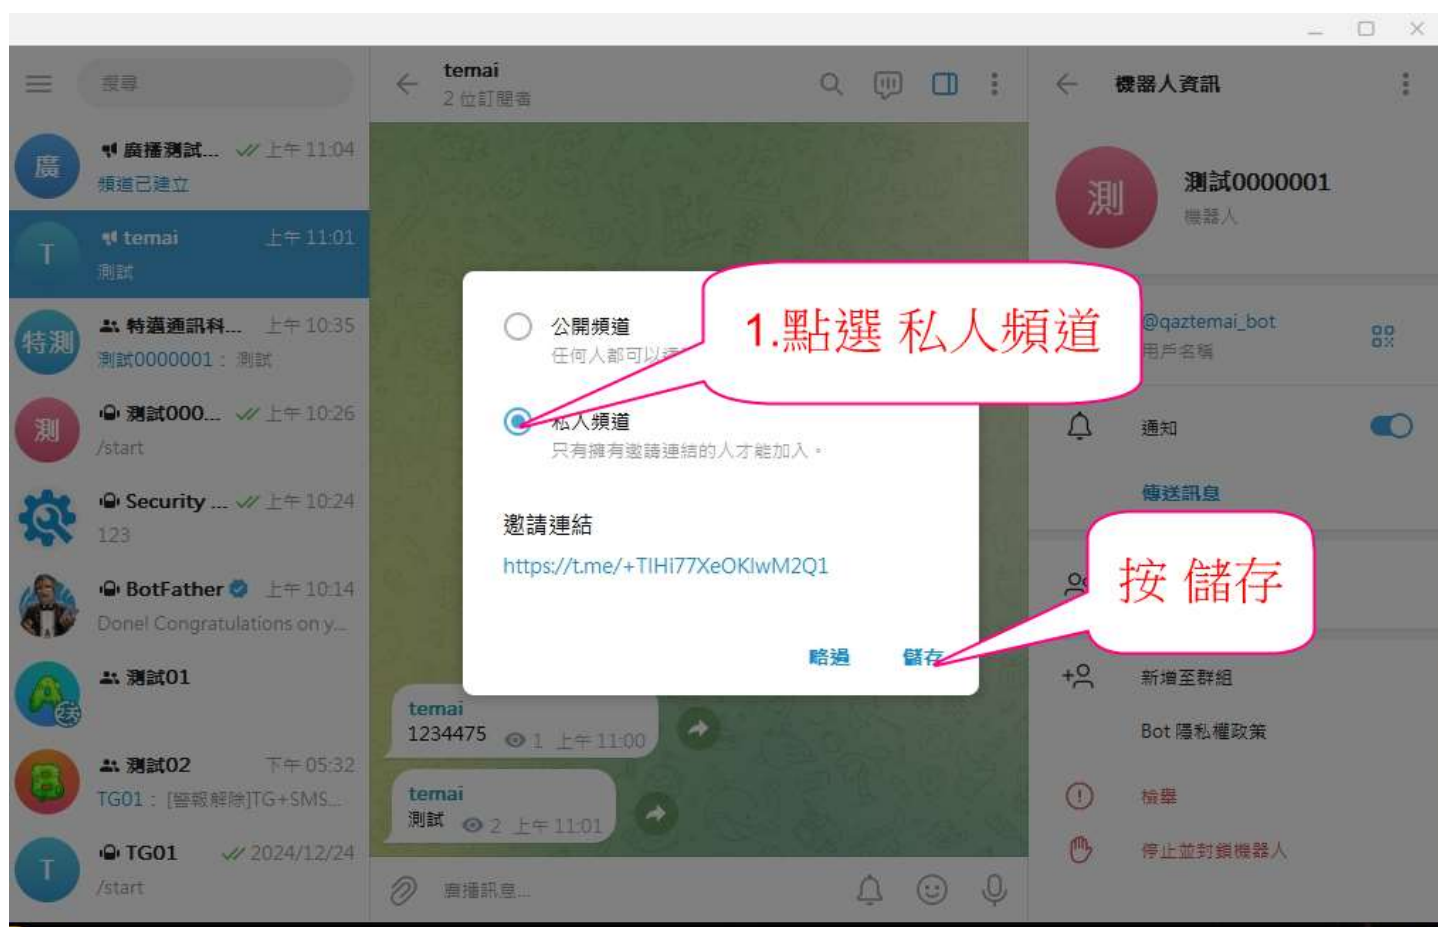 搜尋
廣
廣播測試... 上午 11:04
頻道已建立
T
temai 上午 11:01
測試
特測
特邁通訊科... 上午 10:35
測試0000001： 測試
測
測試000... 上午 10:26
/start
Security ... 上午 10:24
123
BotFather 上午 10:14
Done! Congratulations on y...
測試01
2天
測試02 下午 05:32
TG01： [警報解除]TG+SMS...
T
TG01 2024/12/24
/start
temai
2 位訂閱者
公開頻道
任何人都可以
私人頻道
只有擁有邀請連結的人才能加入。
邀請連結
https://t.me/+TIHi77XeOKIwM2Q1
略過 儲存
1.點選 私人頻道
按 儲存
temai
1234475 1 上午 11:00
temai
測試 2 上午 11:01
廣播訊息...
機器人資訊
測
測試0000001
機器人
@qaztemai_bot
用戶名稱
通知
傳送訊息
新增至群組
Bot 隱私權政策
檢舉
停止並封鎖機器人